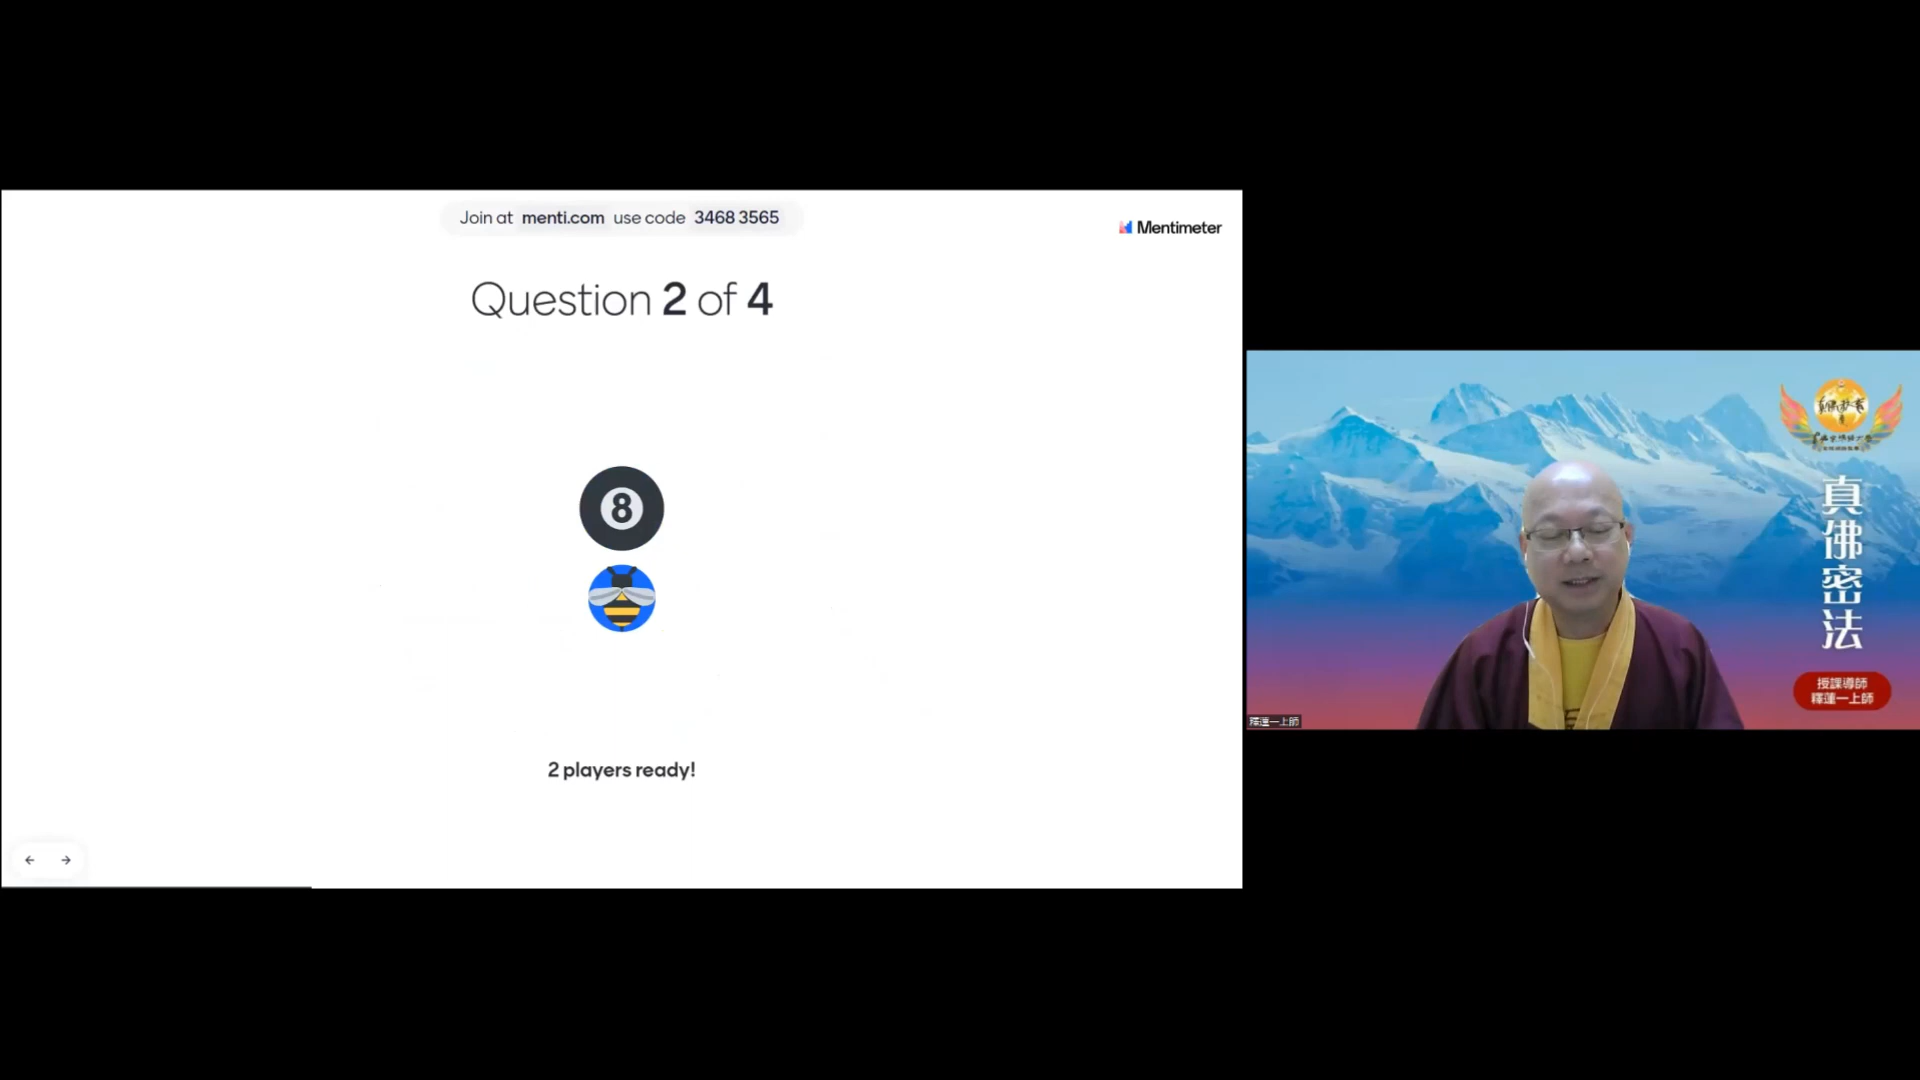 Join at menti.com use code 3468 3565
Mentimeter
Question 2 of 4
8
2 players ready!
真佛密法
授課導師
釋蓮一上師
釋蓮一上師